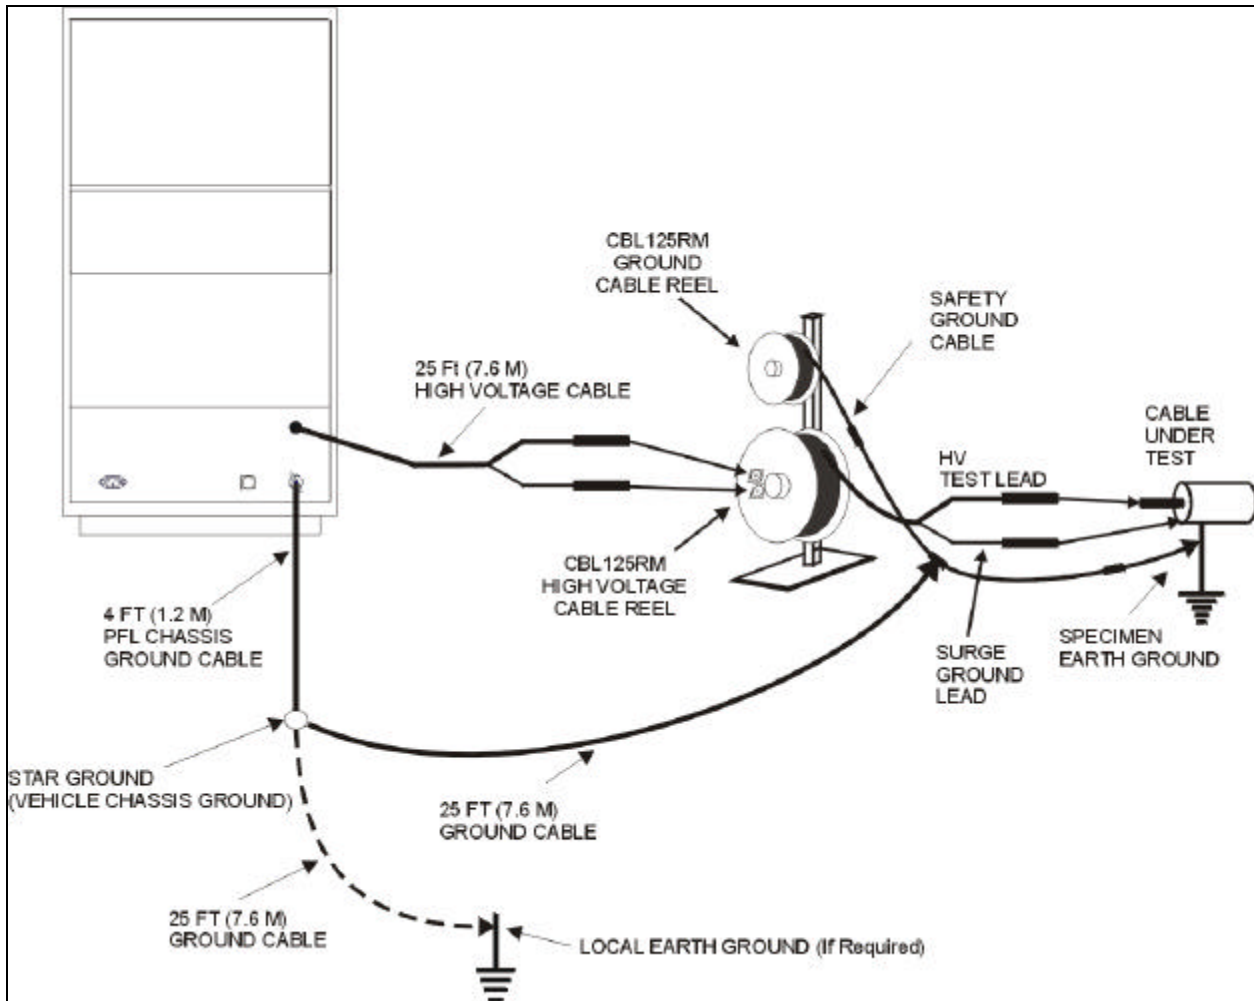 CBL125RM
GROUND
CABLE REEL
SAFETY
GROUND
CABLE
25 Ft (7.6 M)
HIGH VOLTAGE CABLE
CABLE
UNDER
TEST
HV
TEST LEAD
CBL125RM
HIGH VOLTAGE
CABLE REEL
4 FT (1.2 M)
PFL CHASSIS
GROUND CABLE
SURGE
GROUND
LEAD
SPECIMEN
EARTH GROUND
STAR GROUND
(VEHICLE CHASSIS GROUND)
25 FT (7.6 M)
GROUND CABLE
25 FT (7.6 M)
GROUND CABLE
LOCAL EARTH GROUND (If Required)